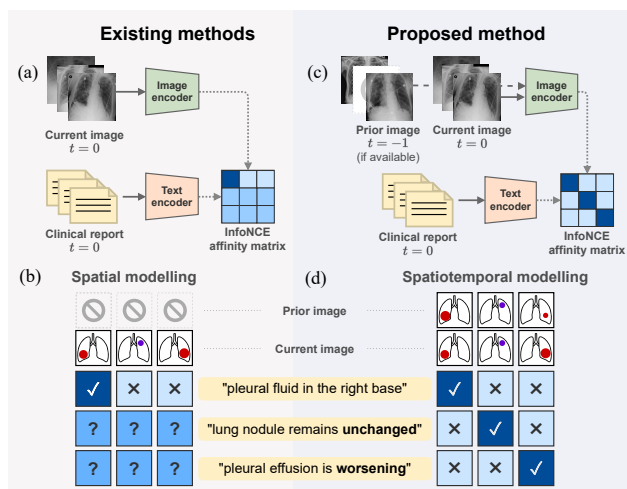 Existing methods
Proposed method
(a)
Image
encoder
Current image
t = 0
Text
encoder
Clinical report
t = 0
InfoNCE
affinity matrix
(c)
Image
encoder
Prior image
t = −1
(if available)
Current image
t = 0
Text
encoder
Clinical report
t = 0
InfoNCE
affinity matrix
(b)
Spatial modelling
(d)
Spatiotemporal modelling
Prior image
Current image
✓ × ×
"pleural fluid in the right base"
✓ × ×
? ? ?
"lung nodule remains unchanged"
× ✓ ×
? ? ?
"pleural effusion is worsening"
× × ✓